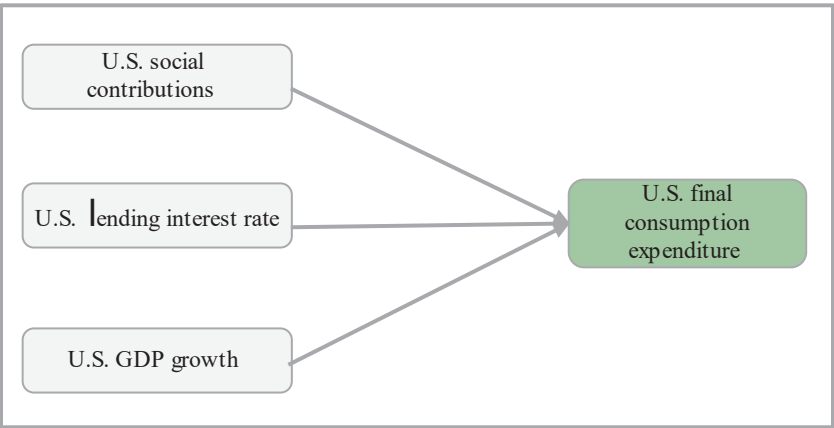 U.S. social
contributions
U.S. lending interest rate
U.S. GDP growth
U.S. final
consumption
expenditure